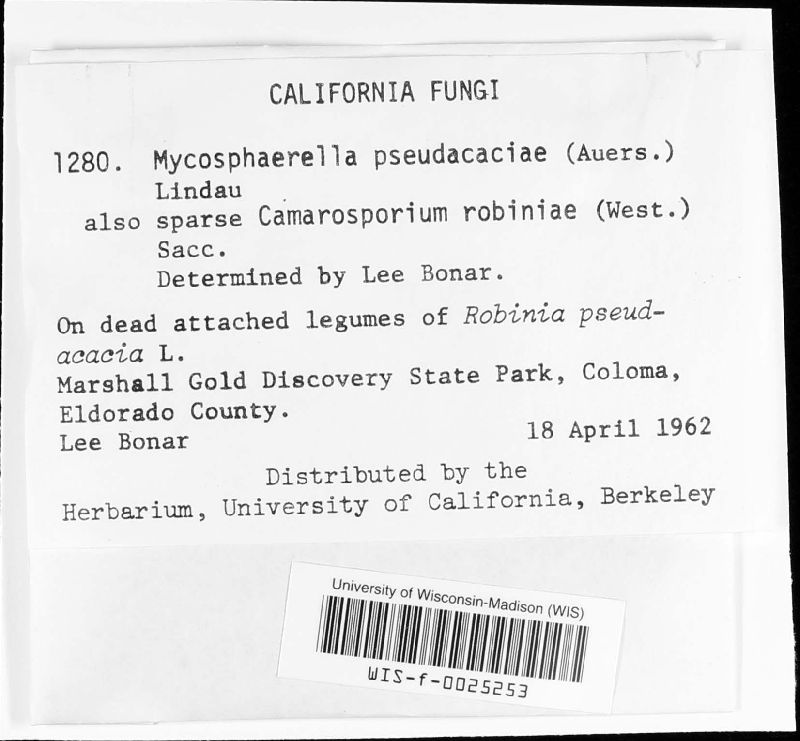 CALIFORNIA FUNGI
1280. Mycosphaerella pseudacaciae (Auers.)
Lindau
also sparse Camarosporium robiniae (West.)
Sacc.
Determined by Lee Bonar.
On dead attached legumes of Robinia pseud-
acacia L.
Marshall Gold Discovery State Park, Coloma,
Eldorado County.
Lee Bonar 18 April 1962
Distributed by the
Herbarium, University of California, Berkeley
University of Wisconsin-Madison (WIS)
WIS-f-0025253